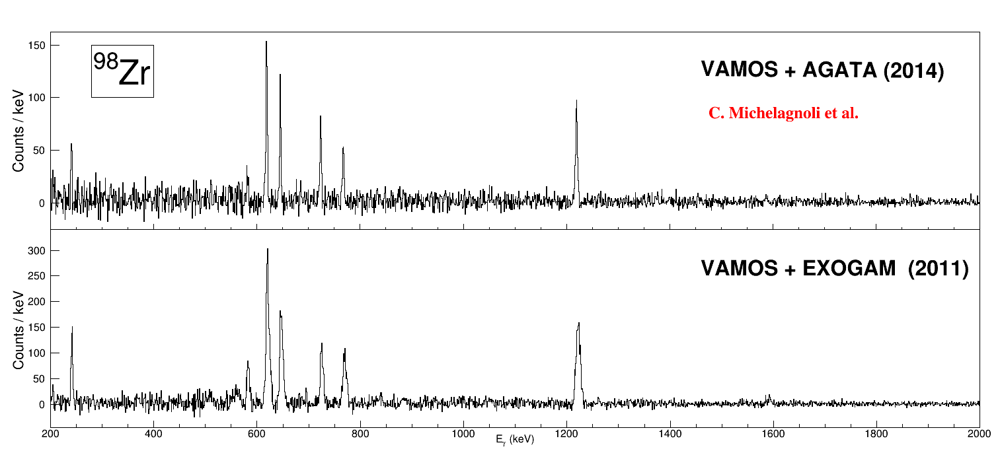 ⁹⁸Zr
VAMOS + AGATA (2014)
C. Michelagnoli et al.
Counts / keV
150
100
50
0
VAMOS + EXOGAM (2011)
Counts / keV
300
250
200
150
100
50
0
200 400 600 800 1000 1200 1400 1600 1800 2000
Eγ (keV)